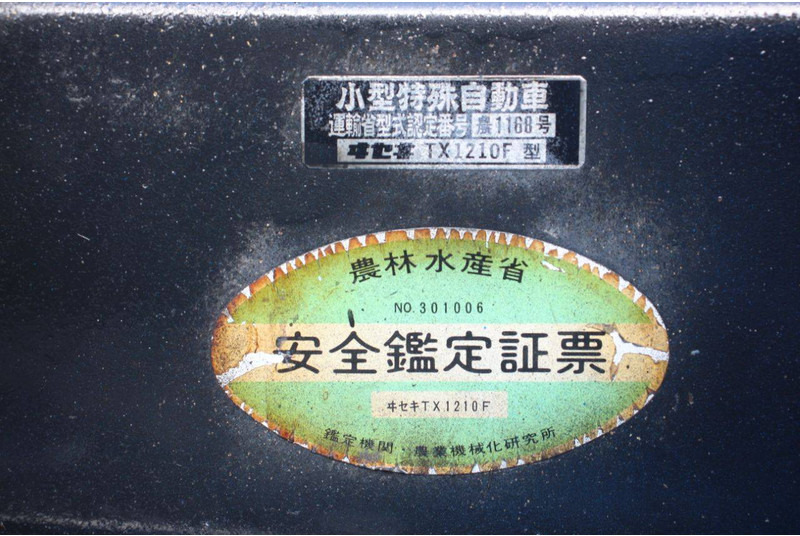 小型特殊自動車
運輸省型式認定番号 農1168号
ヰセキ TX1210F 型
農林水産省
NO.301006
安全鑑定証票
ヰセキTX1210F
鑑定機関・農業機械化研究所